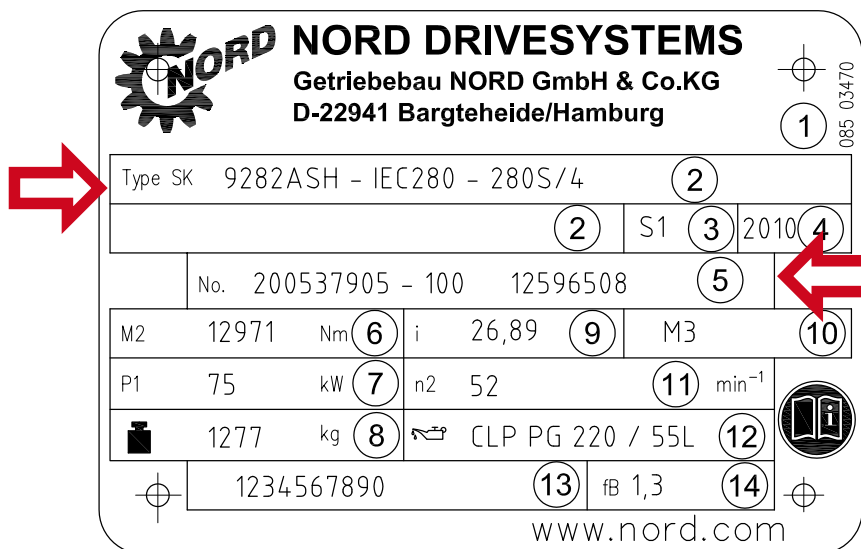 NORD NORD DRIVESYSTEMS
Getriebebau NORD GmbH & Co.KG
D-22941 Bargteheide/Hamburg
1
085 03470
Type SK 9282ASH - IEC280 - 280S/4 2
2 S1 3 2010 4
No. 200537905 - 100 12596508 5
M2 12971 Nm 6 i 26,89 9 M3 10
P1 75 kW 7 n2 52 11 min⁻¹
1277 kg 8 CLP PG 220 / 55L 12
i
1234567890 13 fB 1,3 14
www.nord.com